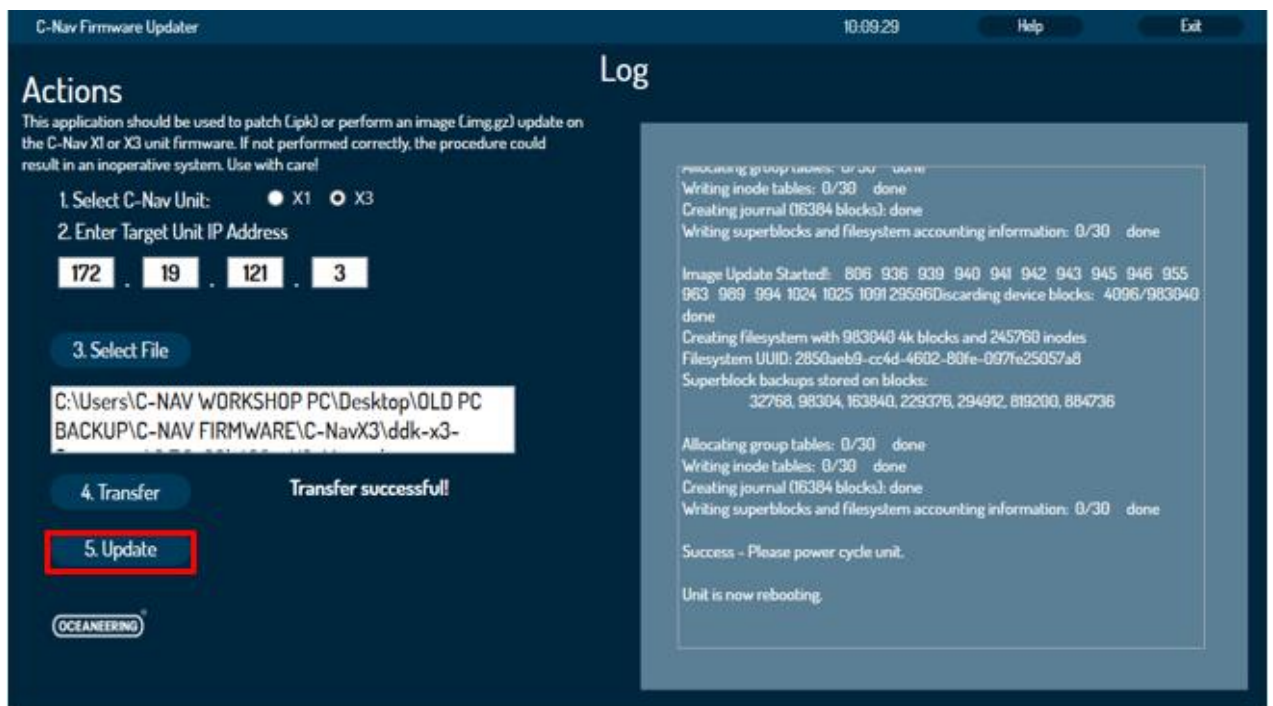 C-Nav Firmware Updater
10:09:29
Help
Exit
Actions
This application should be used to patch (.ipk) or perform an image (.img.gz) update on
the C-Nav X1 or X3 unit firmware. If not performed correctly, the procedure could
result in an inoperative system. Use with care!
1. Select C-Nav Unit: X1 X3
2. Enter Target Unit IP Address
172 . 19 . 121 . 3
3. Select File
C:\Users\C-NAV WORKSHOP PC\Desktop\OLD PC
BACKUP\C-NAV FIRMWARE\C-NavX3\ddk-x3-
4. Transfer
Transfer successful!
5. Update
OCEANEERING®
Log
Allocating group tables: 0/30 done
Writing inode tables: 0/30 done
Creating journal (16384 blocks): done
Writing superblocks and filesystem accounting information: 0/30 done
Image Update Started!: 806 936 939 940 941 942 943 945 946 955
963 989 994 1024 1025 1091 29596Discarding device blocks: 4096/983040
done
Creating filesystem with 983040 4k blocks and 245760 inodes
Filesystem UUID: 2850aeb9-cc4d-4602-80fe-097fe25057a8
Superblock backups stored on blocks:
32768, 98304, 163840, 229376, 294912, 819200, 884736
Allocating group tables: 0/30 done
Writing inode tables: 0/30 done
Creating journal (16384 blocks): done
Writing superblocks and filesystem accounting information: 0/30 done
Success - Please power cycle unit.
Unit is now rebooting.